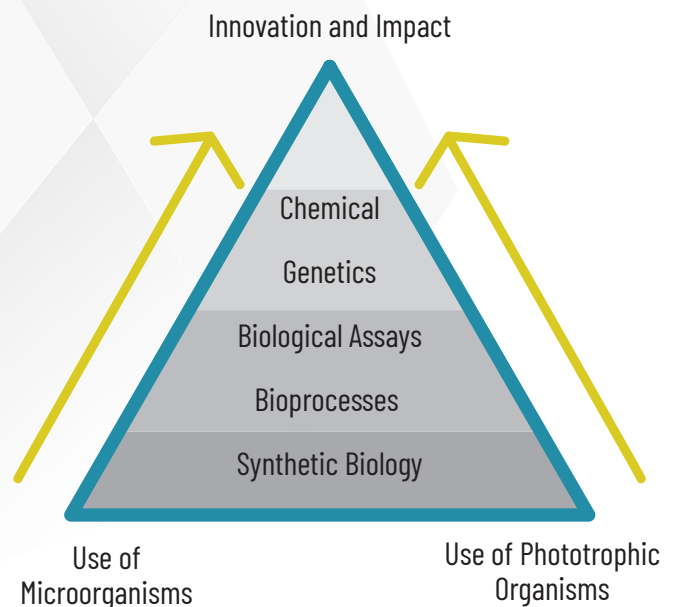 Innovation and Impact
Chemical
Genetics
Biological Assays
Bioprocesses
Synthetic Biology
Use of
Microorganisms
Use of Phototrophic
Organisms